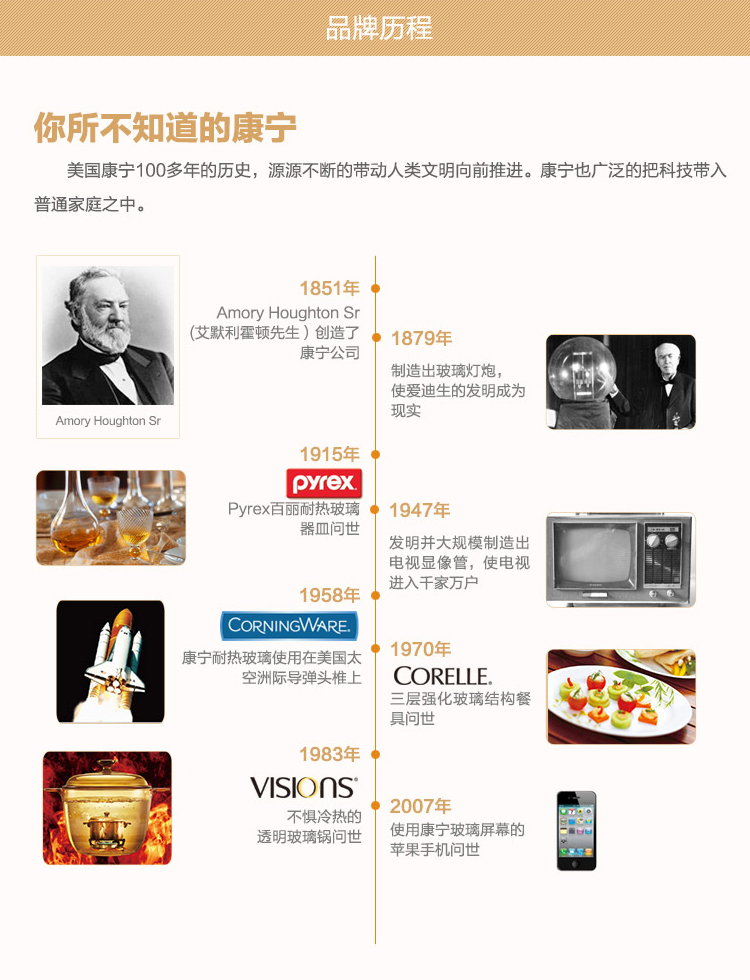 品牌历程
你所不知道的康宁
美国康宁100多年的历史，源源不断的带动人类文明向前推进。康宁也广泛的把科技带入
普通家庭之中。
1851年
Amory Houghton Sr
(艾默利霍顿先生）创造了
康宁公司
Amory Houghton Sr
1879年
制造出玻璃灯炮，
使爱迪生的发明成为
现实
1915年
pyrex
Pyrex百丽耐热玻璃
器皿问世
1947年
发明并大规模制造出
电视显像管，使电视
进入千家万户
1958年
CORNINGWARE.
康宁耐热玻璃使用在美国太
空洲际导弹头椎上
1970年
CORELLE®
三层强化玻璃结构餐
具问世
1983年
VISIONS®
不惧冷热的
透明玻璃锅问世
2007年
使用康宁玻璃屏幕的
苹果手机问世